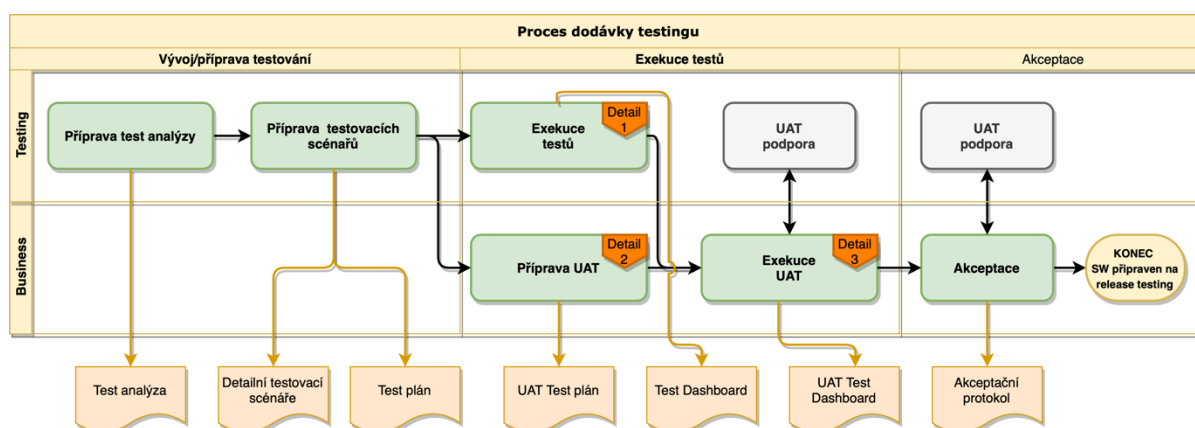 Proces dodávky testingu
Vývoj/příprava testování
Exekuce testů
Akceptace
Testing
Příprava test analýzy
Příprava testovacích
scénařů
Exekuce
testů
Detail
1
UAT
podpora
UAT
podpora
Business
Příprava UAT
Detail
2
Exekuce
UAT
Detail
3
Akceptace
KONEC
SW připraven na
release testing
Test analýza
Detailní testovací
scénáře
Test plán
UAT Test plán
Test Dashboard
UAT Test
Dashboard
Akceptační
protokol